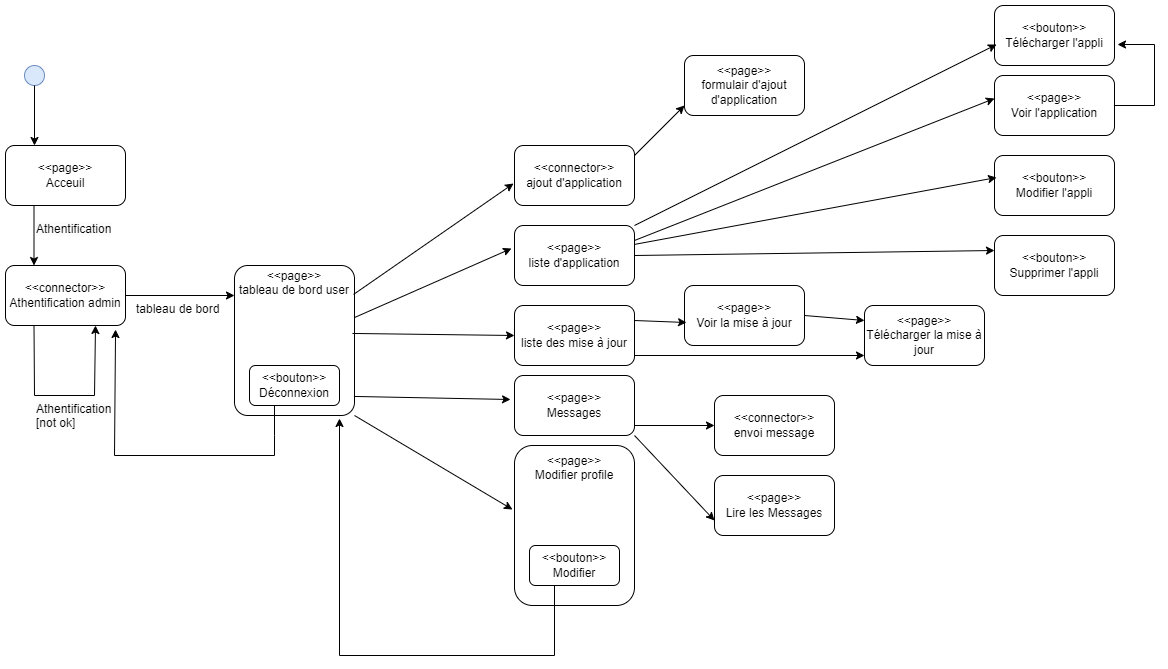 <<page>>
Acceuil
Athentification
<<connector>>
Athentification admin
Athentification
[not ok]
tableau de bord
<<page>>
tableau de bord user
<<bouton>>
Déconnexion
<<connector>>
ajout d'application
<<page>>
formulair d'ajout
d'application
<<page>>
liste d'application
<<bouton>>
Télécharger l'appli
<<page>>
Voir l'application
<<bouton>>
Modifier l'appli
<<bouton>>
Supprimer l'appli
<<page>>
liste des mise à jour
<<page>>
Voir la mise à jour
<<page>>
Télécharger la mise à
jour
<<page>>
Messages
<<connector>>
envoi message
<<page>>
Lire les Messages
<<page>>
Modifier profile
<<bouton>>
Modifier